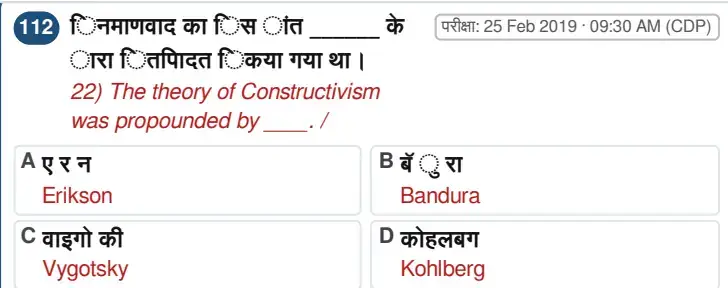 112 िनमाणवाद का िस ांत ______ के
परीक्षा: 25 Feb 2019 · 09:30 AM (CDP)
ारा ितपािदत िकया गया था।
22) The theory of Constructivism
was propounded by ____. /
A ए र न
Erikson
B बॅ ु रा
Bandura
C वाइगो की
Vygotsky
D कोहलबग
Kohlberg